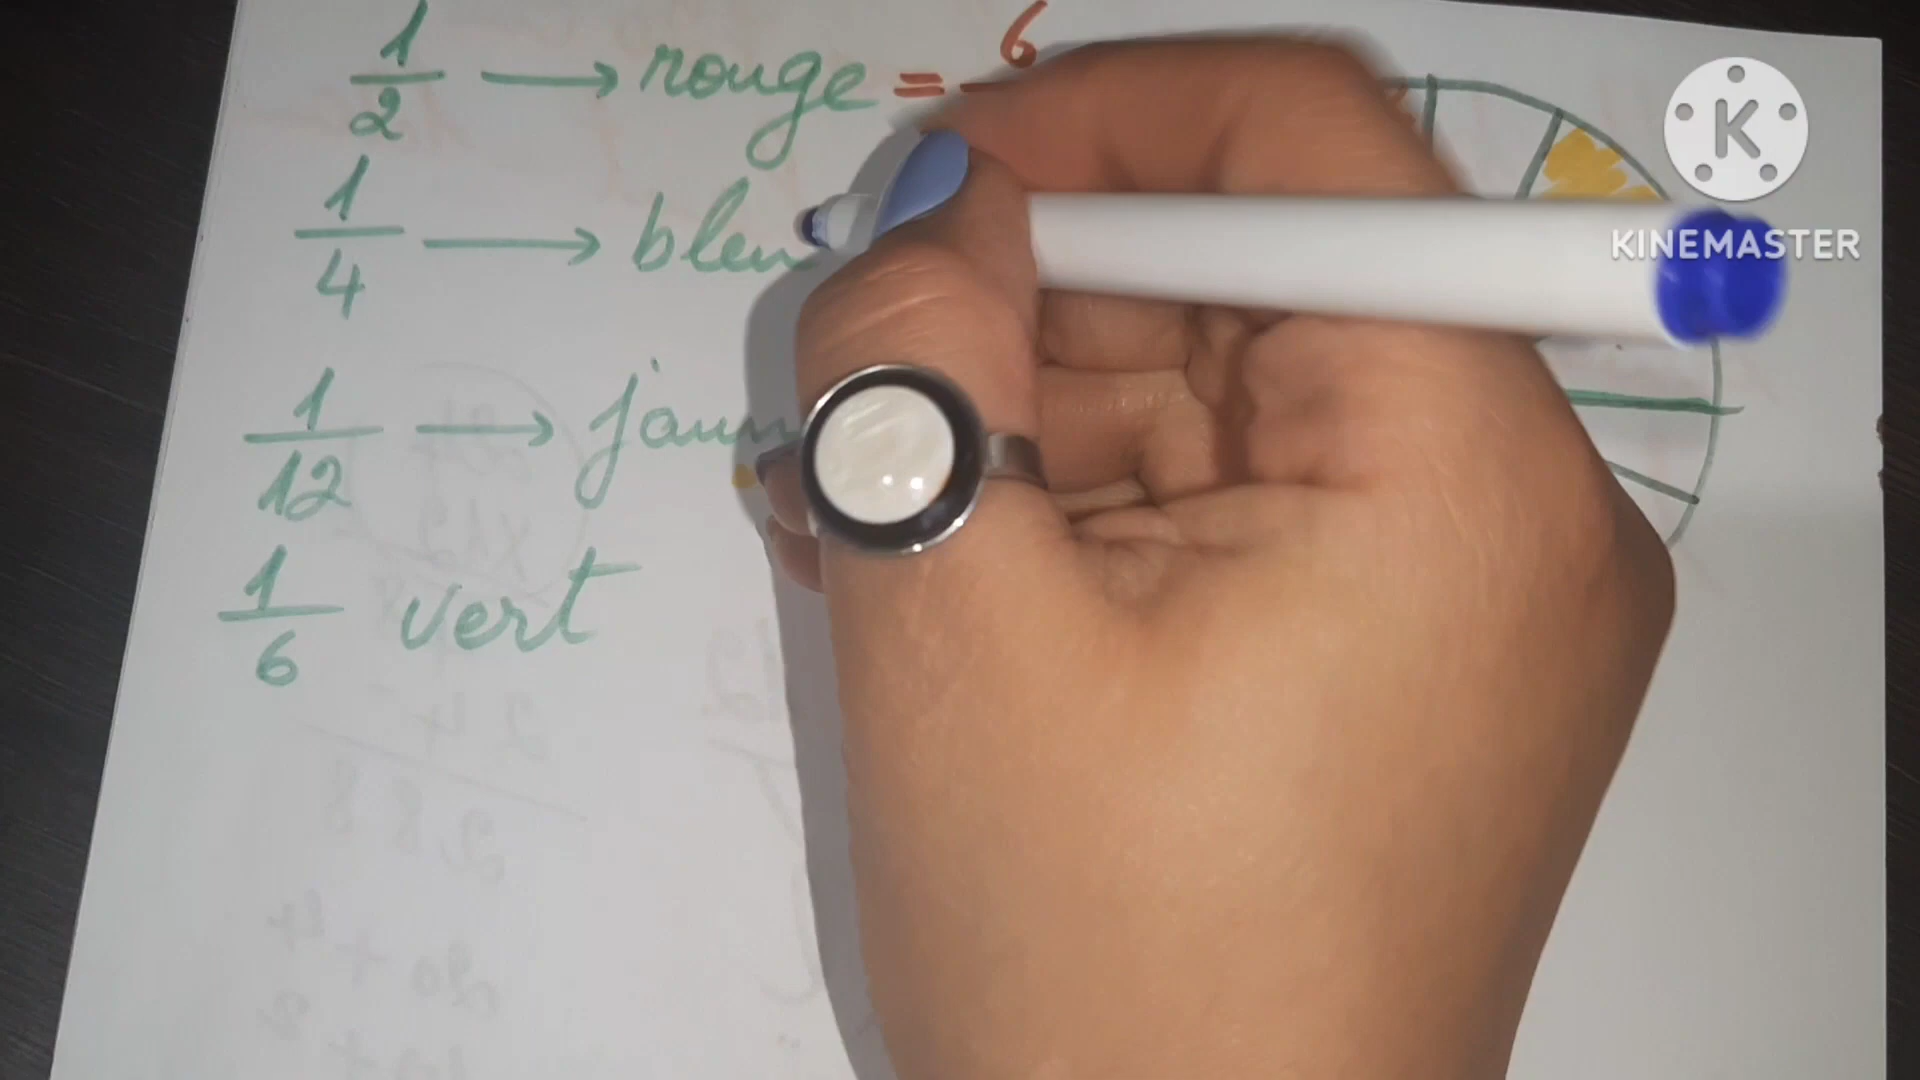 1/2 → rouge = 6
1/4 → bleu
1/12 → jaun
1/6 vert
K
KINEMASTER